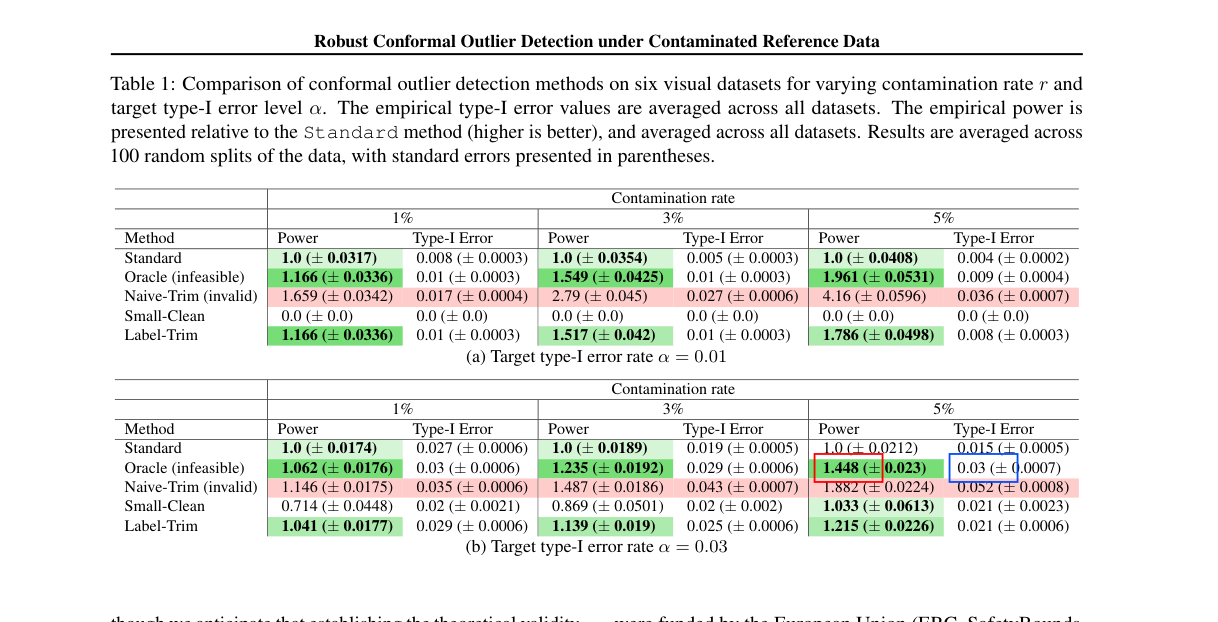 Robust Conformal Outlier Detection under Contaminated Reference Data
Table 1: Comparison of conformal outlier detection methods on six visual datasets for varying contamination rate r and
target type-I error level α. The empirical type-I error values are averaged across all datasets. The empirical power is
presented relative to the Standard method (higher is better), and averaged across all datasets. Results are averaged across
100 random splits of the data, with standard errors presented in parentheses.
Contamination rate
1% 3% 5%
Method Power Type-I Error Power Type-I Error Power Type-I Error
Standard 1.0 (± 0.0317) 0.008 (± 0.0003) 1.0 (± 0.0354) 0.005 (± 0.0003) 1.0 (± 0.0408) 0.004 (± 0.0002)
Oracle (infeasible) 1.166 (± 0.0336) 0.01 (± 0.0003) 1.549 (± 0.0425) 0.01 (± 0.0003) 1.961 (± 0.0531) 0.009 (± 0.0004)
Naive-Trim (invalid) 1.659 (± 0.0342) 0.017 (± 0.0004) 2.79 (± 0.045) 0.027 (± 0.0006) 4.16 (± 0.0596) 0.036 (± 0.0007)
Small-Clean 0.0 (± 0.0) 0.0 (± 0.0) 0.0 (± 0.0) 0.0 (± 0.0) 0.0 (± 0.0) 0.0 (± 0.0)
Label-Trim 1.166 (± 0.0336) 0.01 (± 0.0003) 1.517 (± 0.042) 0.01 (± 0.0003) 1.786 (± 0.0498) 0.008 (± 0.0003)
(a) Target type-I error rate α = 0.01
Contamination rate
1% 3% 5%
Method Power Type-I Error Power Type-I Error Power Type-I Error
Standard 1.0 (± 0.0174) 0.027 (± 0.0006) 1.0 (± 0.0189) 0.019 (± 0.0005) 1.0 (± 0.0212) 0.015 (± 0.0005)
Oracle (infeasible) 1.062 (± 0.0176) 0.03 (± 0.0006) 1.235 (± 0.0192) 0.029 (± 0.0006) 1.448 (± 0.023) 0.03 (± 0.0007)
Naive-Trim (invalid) 1.146 (± 0.0175) 0.035 (± 0.0006) 1.487 (± 0.0186) 0.043 (± 0.0007) 1.882 (± 0.0224) 0.052 (± 0.0008)
Small-Clean 0.714 (± 0.0448) 0.02 (± 0.0021) 0.869 (± 0.0501) 0.02 (± 0.002) 1.033 (± 0.0613) 0.021 (± 0.0023)
Label-Trim 1.041 (± 0.0177) 0.029 (± 0.0006) 1.139 (± 0.019) 0.025 (± 0.0006) 1.215 (± 0.0226) 0.021 (± 0.0006)
(b) Target type-I error rate α = 0.03
though we anticipate that establishing the theoretical validity were funded by the European Union (ERC, SafetyBounds,